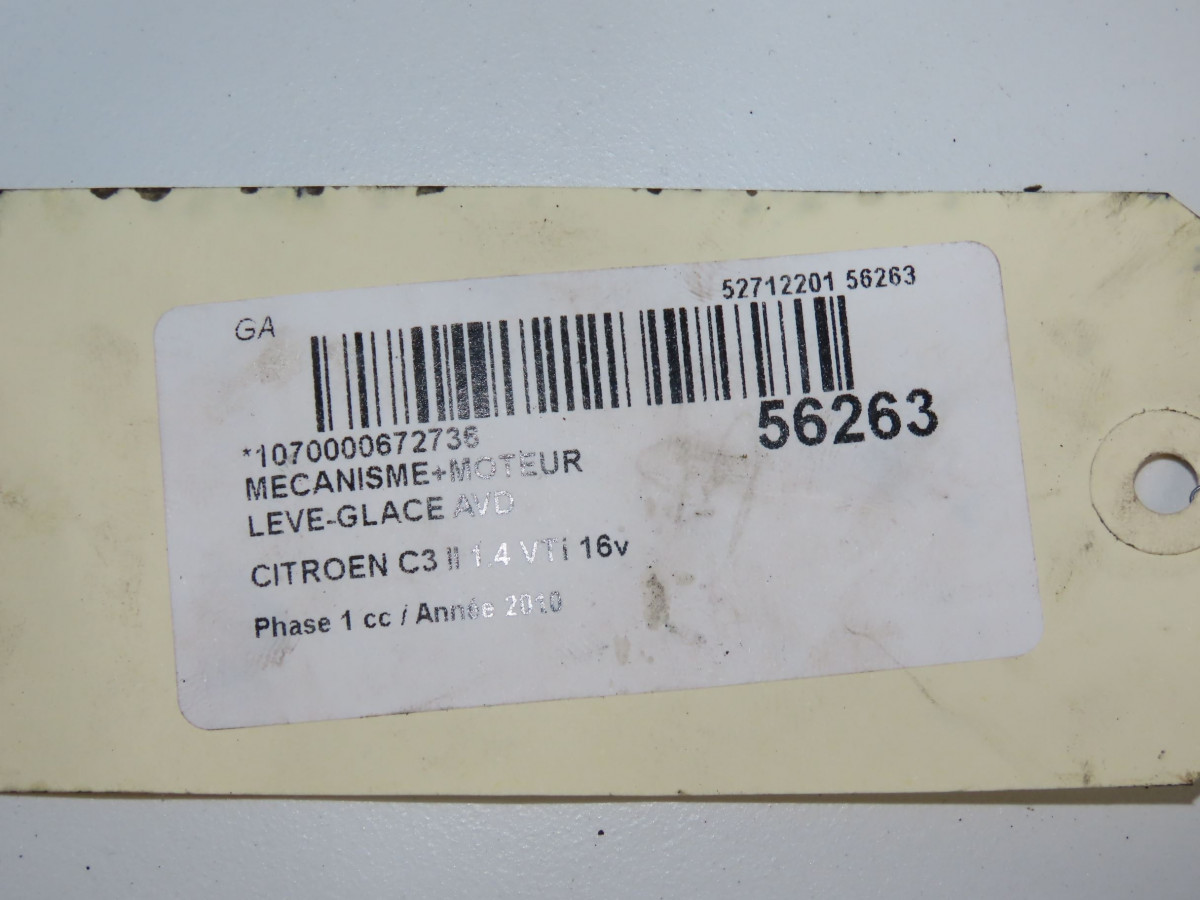 GA
52712201 56263
56263
*1070000672736
MECANISME+MOTEUR
LEVE-GLACE AVD
CITROEN C3 II 1.4 VTi 16v
Phase 1 cc / Année 2010